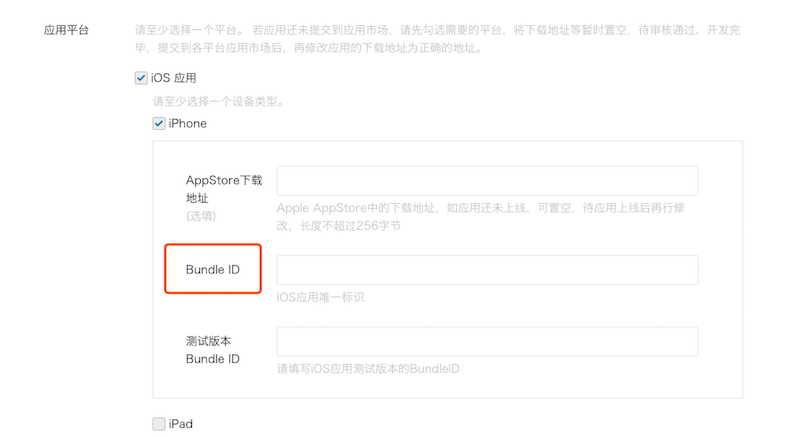 应用平台
请至少选择一个平台。 若应用还未提交到应用市场，请先勾选需要的平台，将下载地址等暂时置空，待审核通过、开发完
毕，提交到各平台应用市场后，再修改应用的下载地址为正确的地址。
iOS 应用
请至少选择一个设备类型。
iPhone
AppStore下载
地址
(选填)
Apple AppStore中的下载地址，如应用还未上线，可置空，待应用上线后再行修
改，长度不超过256字节
Bundle ID
IOS应用唯一标识
测试版本
Bundle ID
请填写iOS应用测试版本的BundleID
iPad